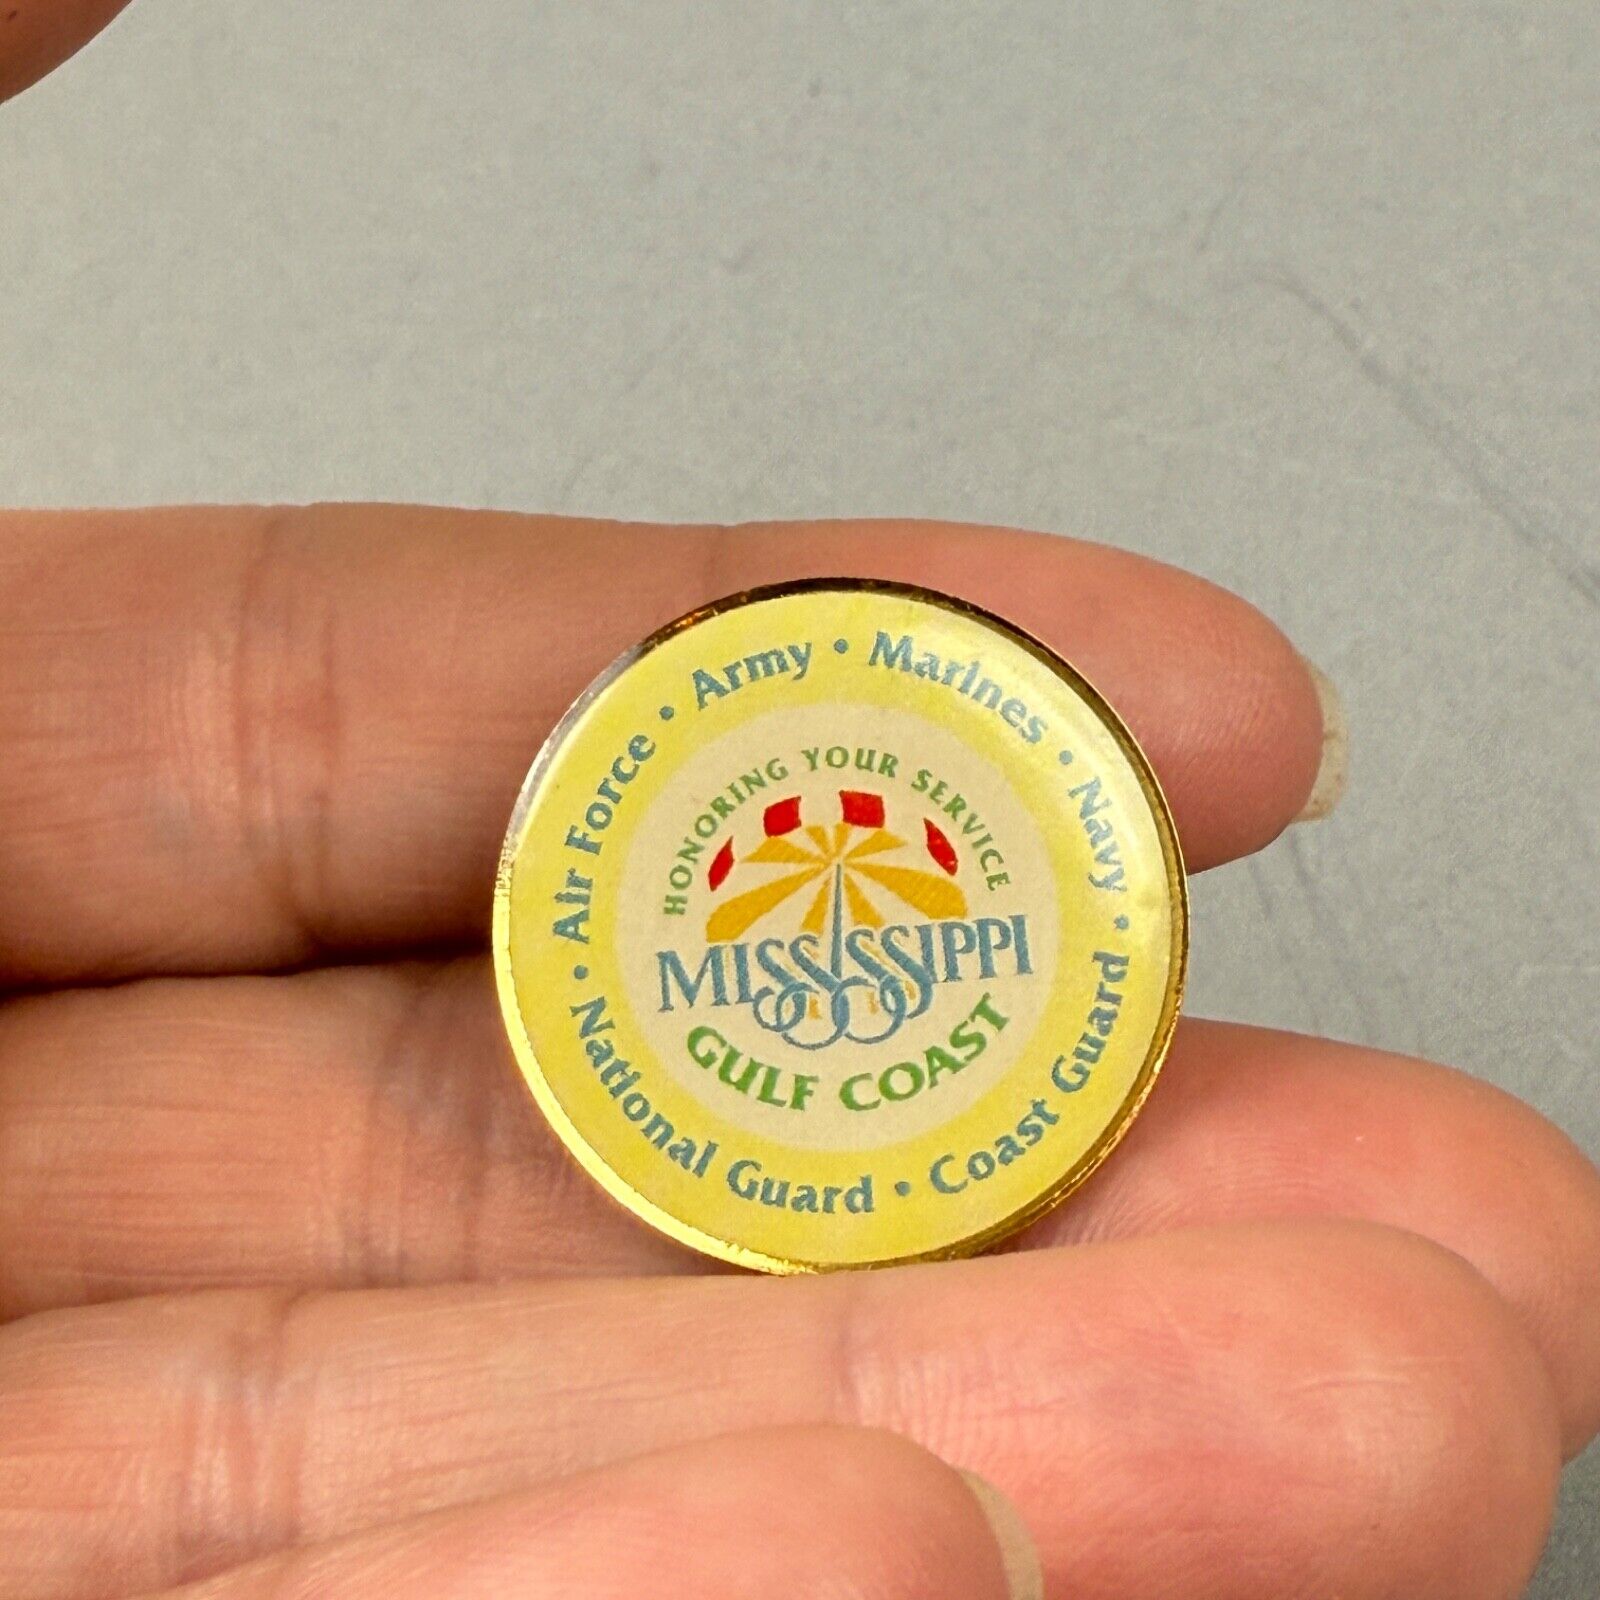 Air Force • Army • Marines • Navy • Coast Guard • National Guard •
HONORING YOUR SERVICE
MISSISSIPPI
GULF COAST